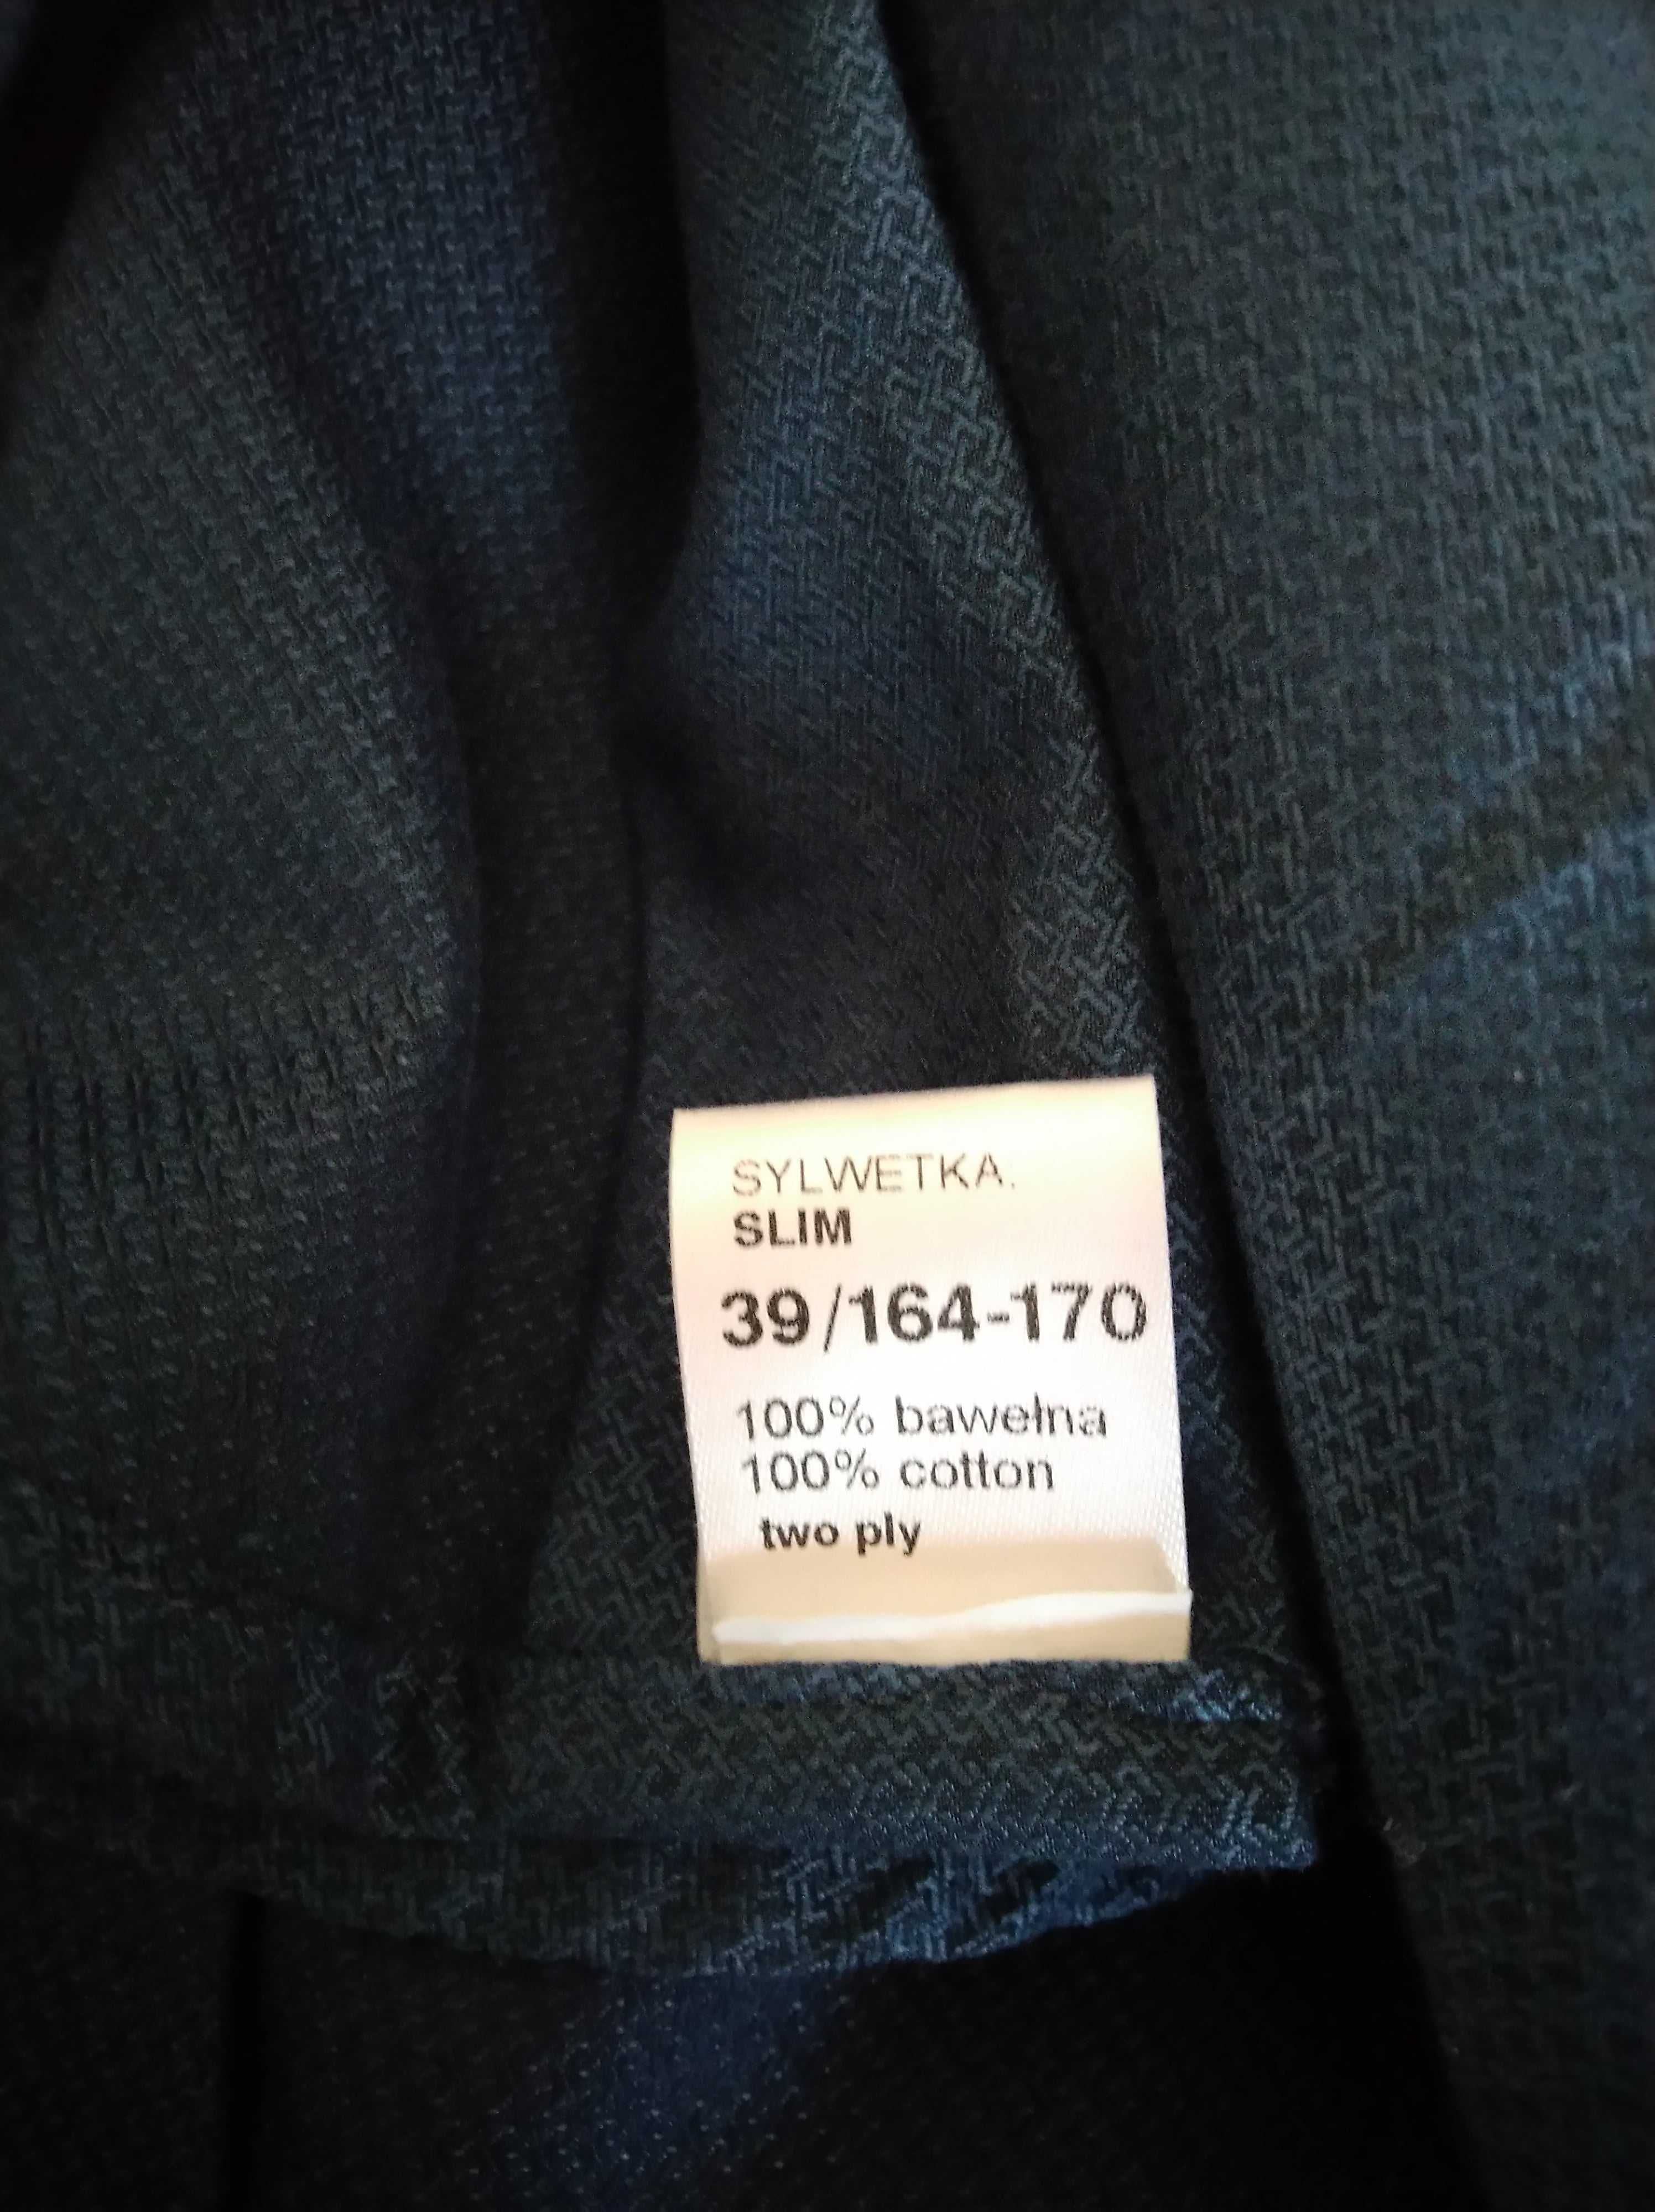 SYLWETKA.
SLIM
39/164-170
100% bawełna
100% cotton
two ply